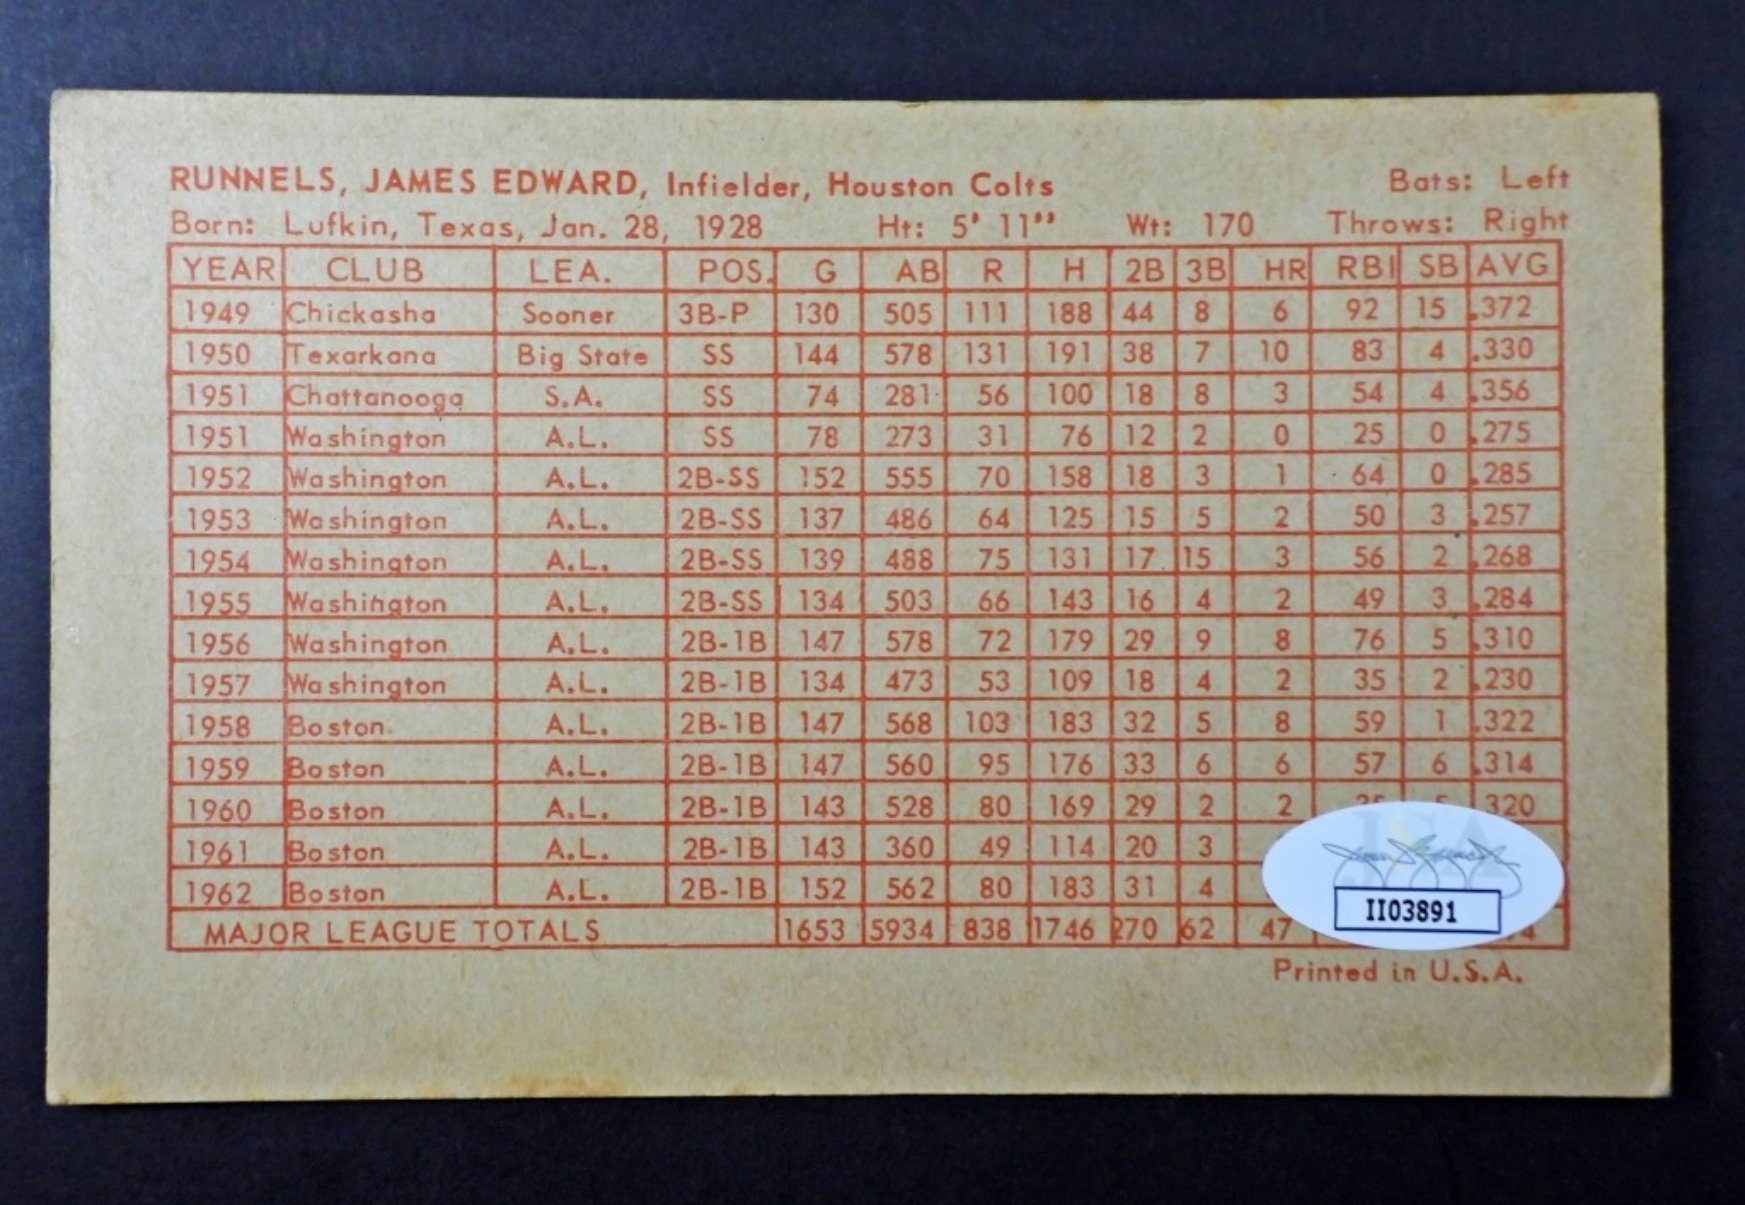 RUNNELS, JAMES EDWARD, Infielder, Houston Colts Bats: Left
Born: Lufkin, Texas, Jan. 28, 1928 Ht: 5' 11" Wt: 170 Throws: Right
YEAR CLUB LEA. POS. G AB R H 2B 3B HR RBI SB AVG
1949 Chickasha Sooner 3B-P 130 505 111 188 44 8 6 92 15 .372
1950 Texarkana Big State SS 144 578 131 191 38 7 10 83 4 .330
1951 Chattanooga S.A. SS 74 281 56 100 18 8 3 54 4 .356
1951 Washington A.L. SS 78 273 31 76 12 2 0 25 0 .275
1952 Washington A.L. 2B-SS 152 555 70 158 18 3 1 64 0 .285
1953 Washington A.L. 2B-SS 137 486 64 125 15 5 2 50 3 .257
1954 Washington A.L. 2B-SS 139 488 75 131 17 15 3 56 2 .268
1955 Washington A.L. 2B-SS 134 503 66 143 16 4 2 49 3 .284
1956 Washington A.L. 2B-1B 147 578 72 179 29 9 8 76 5 .310
1957 Washington A.L. 2B-1B 134 473 53 109 18 4 2 35 2 .230
1958 Boston A.L. 2B-1B 147 568 103 183 32 5 8 59 1 .322
1959 Boston A.L. 2B-1B 147 560 95 176 33 6 6 57 6 .314
1960 Boston A.L. 2B-1B 143 528 80 169 29 2 2 320
1961 Boston A.L. 2B-1B 143 360 49 114 20 3
1962 Boston A.L. 2B-1B 152 562 80 183 31 4
MAJOR LEAGUE TOTALS 1653 5934 838 1746 270 62 47
JSA
II03891
Printed in U.S.A.